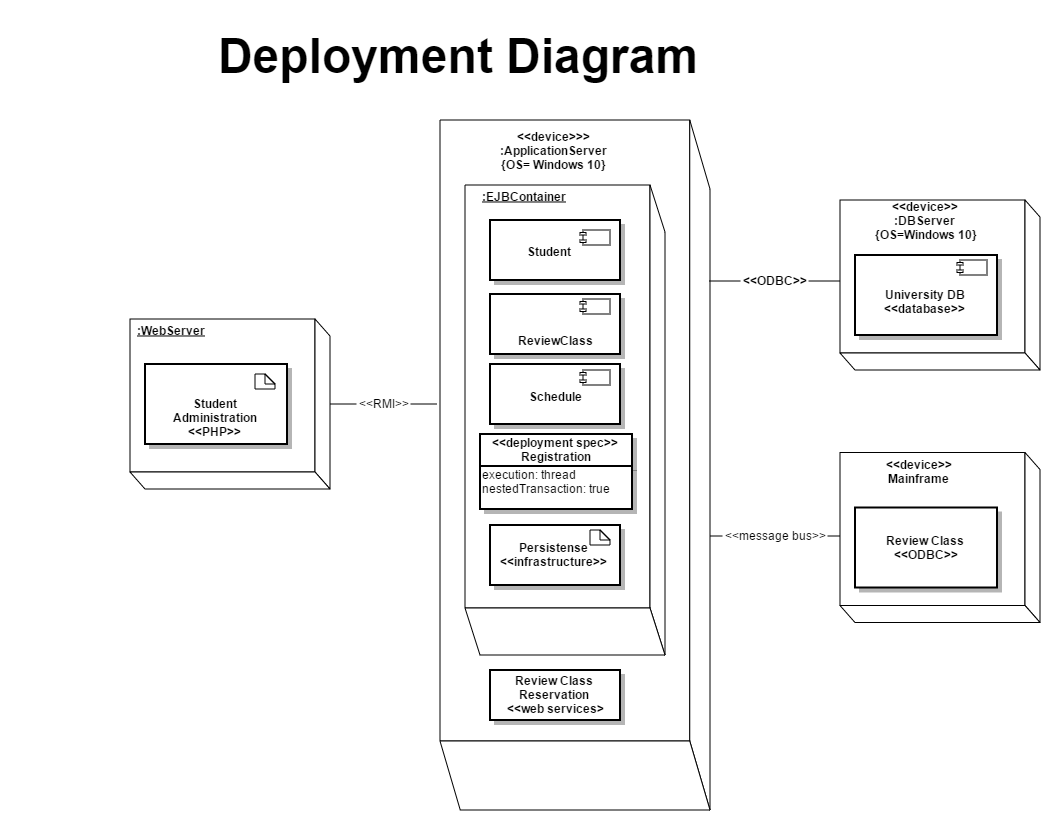 Deployment Diagram
<<device>>>
:ApplicationServer
{OS= Windows 10}
:EJBContainer
Student
ReviewClass
Schedule
<<deployment spec>>
Registration
execution: thread
nestedTransaction: true
Persistense
<<infrastructure>>
Review Class
Reservation
<<web services>
:WebServer
Student
Administration
<<PHP>>
<<RMI>>
<<ODBC>>
<<device>>
:DBServer
{OS=Windows 10}
University DB
<<database>>
<<message bus>>
<<device>>
Mainframe
Review Class
<<ODBC>>